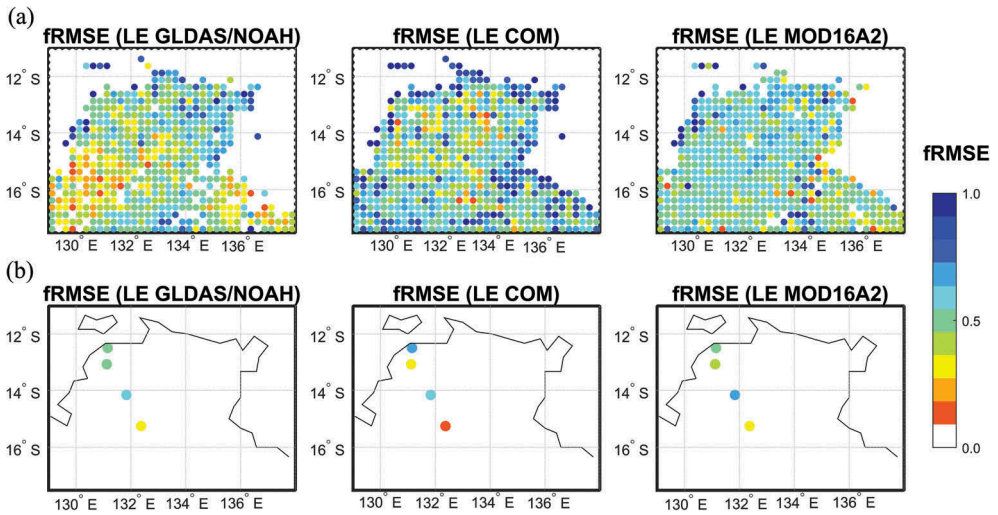 (a)
fRMSE (LE GLDAS/NOAH) fRMSE (LE COM) fRMSE (LE MOD16A2)
12° S 12° S 12° S
14° S 14° S 14° S
16° S 16° S 16° S
130° E 132° E 134° E 136° E 130° E 132° E 134° E 136° E 130° E 132° E 134° E 136° E
(b)
fRMSE (LE GLDAS/NOAH) fRMSE (LE COM) fRMSE (LE MOD16A2)
12° S 12° S 12° S
14° S 14° S 14° S
16° S 16° S 16° S
130° E 132° E 134° E 136° E 130° E 132° E 134° E 136° E 130° E 132° E 134° E 136° E
fRMSE
1.0
0.5
0.0